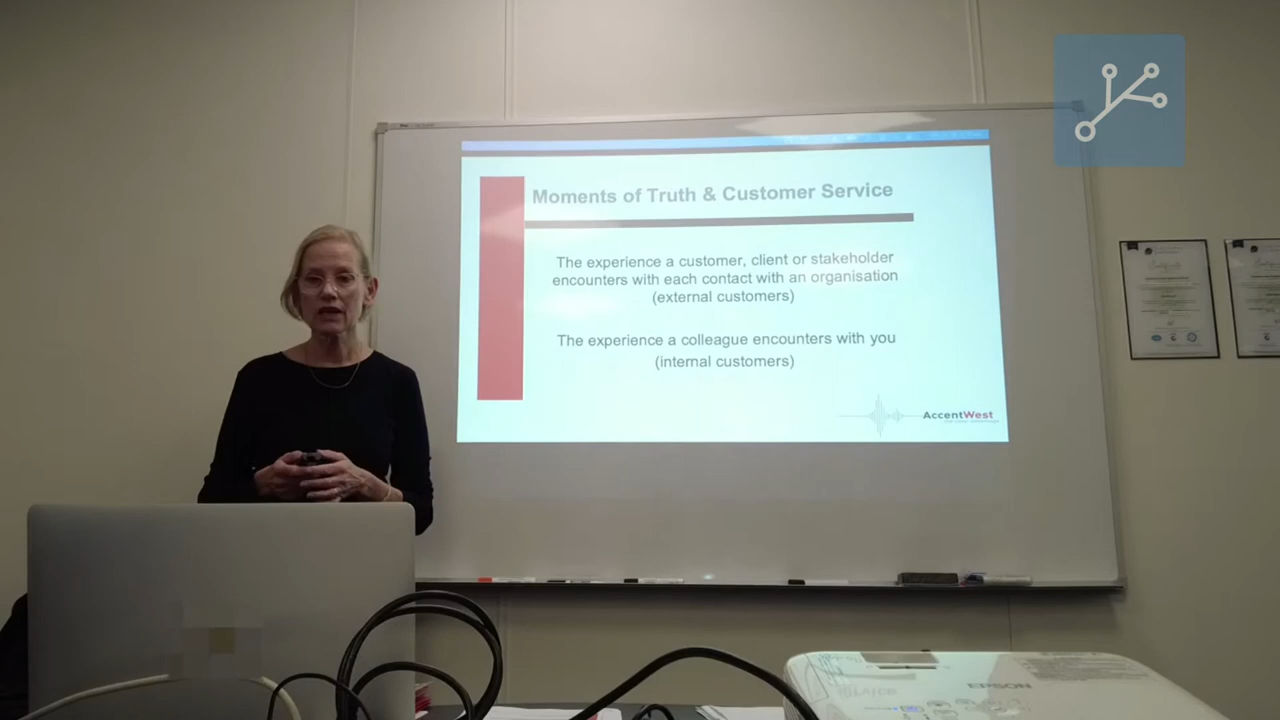 Moments of Truth & Customer Service
The experience a customer, client or stakeholder
encounters with each contact with an organisation
(external customers)
The experience a colleague encounters with you
(internal customers)
AccentWest
EPSON